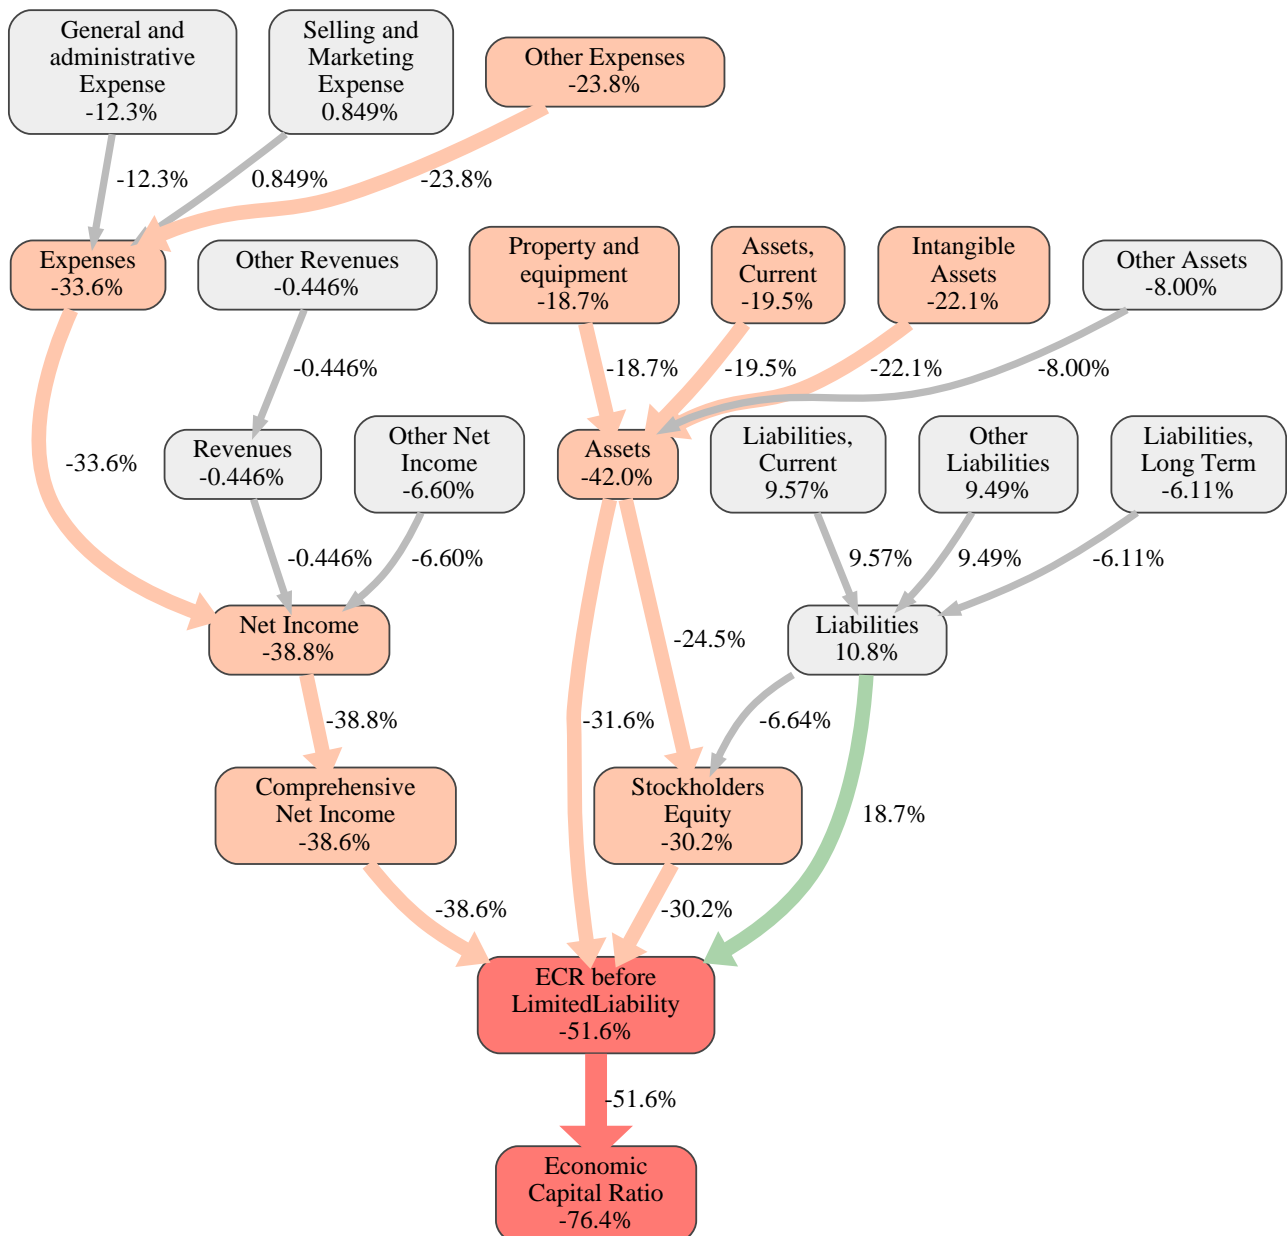 General and
administrative
Expense
-12.3%
Selling and
Marketing
Expense
0.849%
Other Expenses
-23.8%
-12.3%
0.849%
-23.8%
Expenses
-33.6%
Other Revenues
-0.446%
Property and
equipment
-18.7%
Assets,
Current
-19.5%
Intangible
Assets
-22.1%
Other Assets
-8.00%
-0.446%
-18.7%
-19.5%
-22.1%
-8.00%
-33.6%
Revenues
-0.446%
Other Net
Income
-6.60%
Assets
-42.0%
Liabilities,
Current
9.57%
Other
Liabilities
9.49%
Liabilities,
Long Term
-6.11%
-0.446%
-6.60%
9.57%
9.49%
-6.11%
Net Income
-38.8%
-24.5%
Liabilities
10.8%
-38.8%
-31.6%
-6.64%
Comprehensive
Net Income
-38.6%
Stockholders
Equity
-30.2%
18.7%
-38.6%
-30.2%
ECR before
LimitedLiability
-51.6%
-51.6%
Economic
Capital Ratio
-76.4%